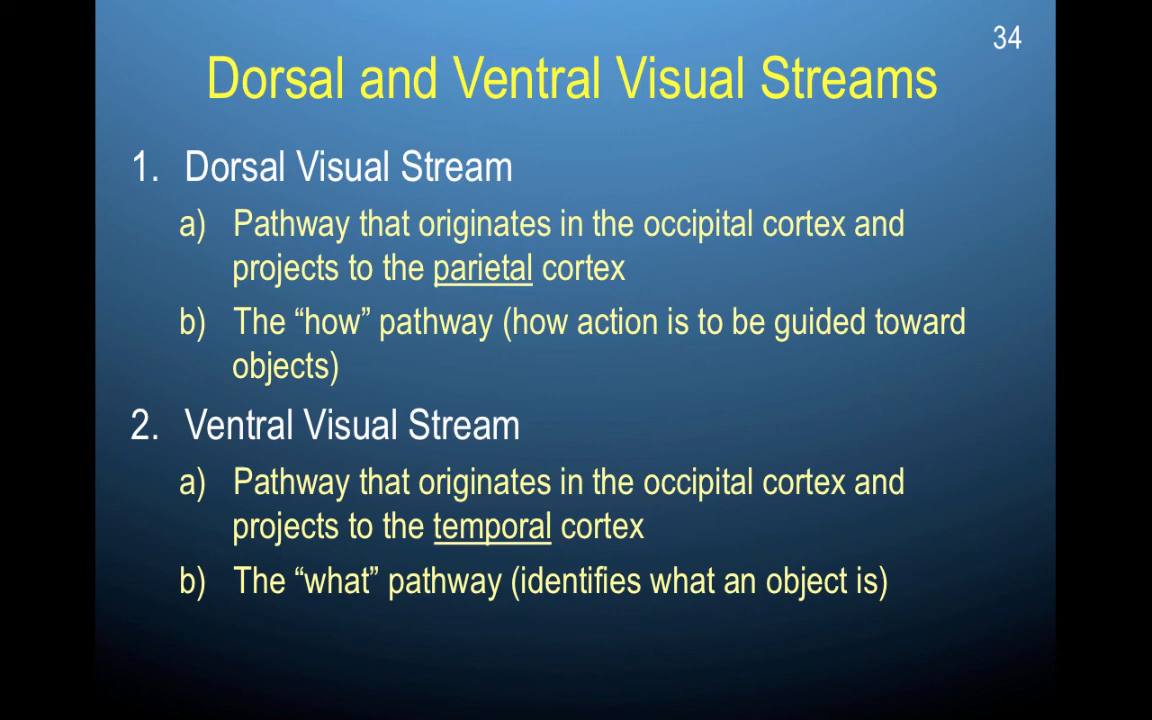 34
Dorsal and Ventral Visual Streams
1. Dorsal Visual Stream
a) Pathway that originates in the occipital cortex and
projects to the parietal cortex
b) The “how” pathway (how action is to be guided toward
objects)
2. Ventral Visual Stream
a) Pathway that originates in the occipital cortex and
projects to the temporal cortex
b) The “what” pathway (identifies what an object is)